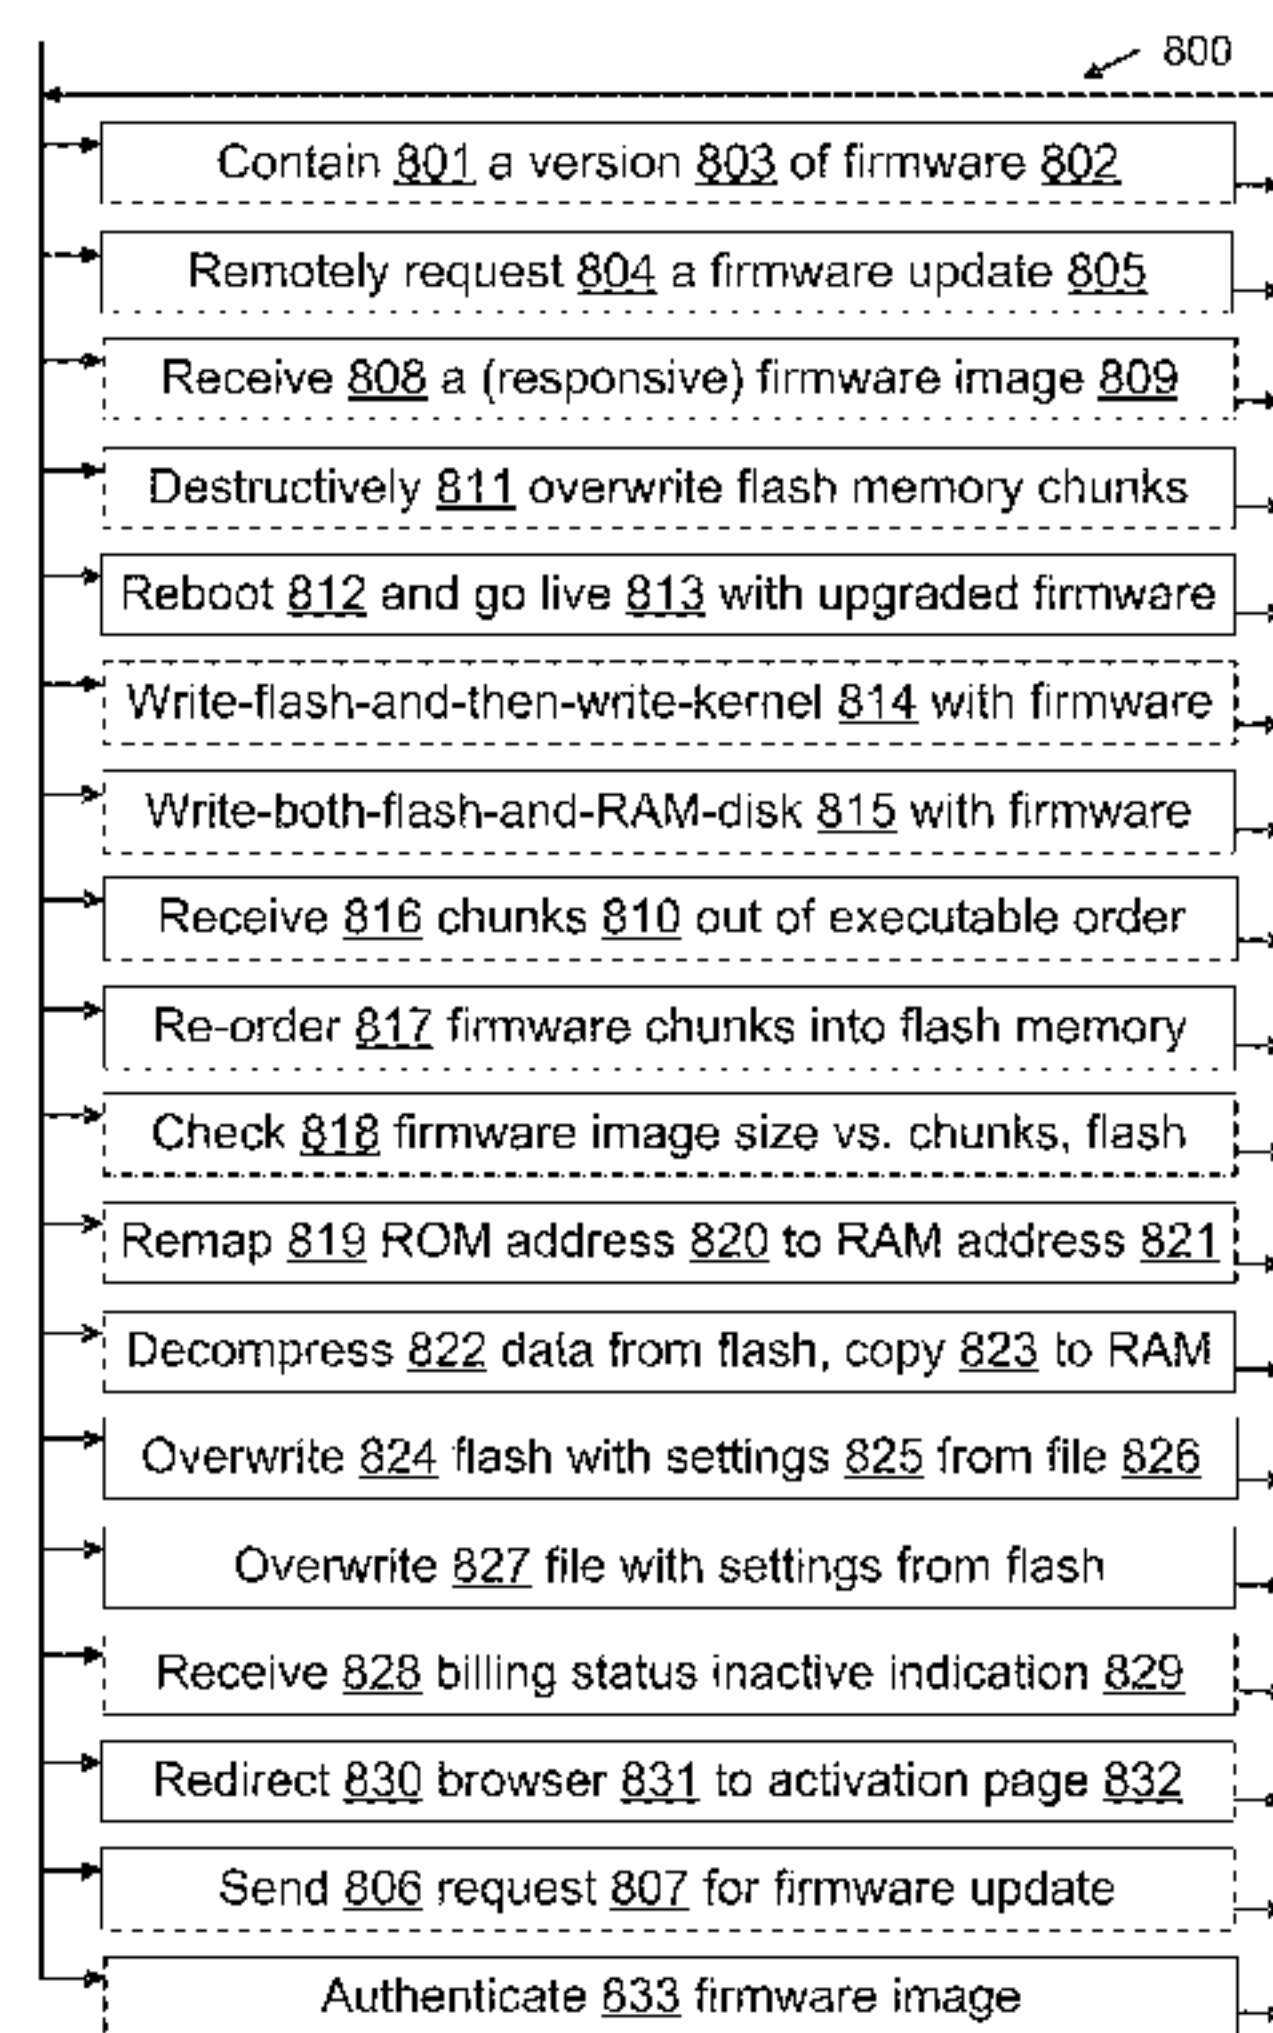 800
Contain 801 a version 803 of firmware 802
Remotely request 804 a firmware update 805
Receive 808 a (responsive) firmware image 809
Destructively 811 overwrite flash memory chunks
Reboot 812 and go live 813 with upgraded firmware
Write-flash-and-then-write-kernel 814 with firmware
Write-both-flash-and-RAM-disk 815 with firmware
Receive 816 chunks 810 out of executable order
Re-order 817 firmware chunks into flash memory
Check 818 firmware image size vs. chunks, flash
Remap 819 ROM address 820 to RAM address 821
Decompress 822 data from flash, copy 823 to RAM
Overwrite 824 flash with settings 825 from file 826
Overwrite 827 file with settings from flash
Receive 828 billing status inactive indication 829
Redirect 830 browser 831 to activation page 832
Send 806 request 807 for firmware update
Authenticate 833 firmware image